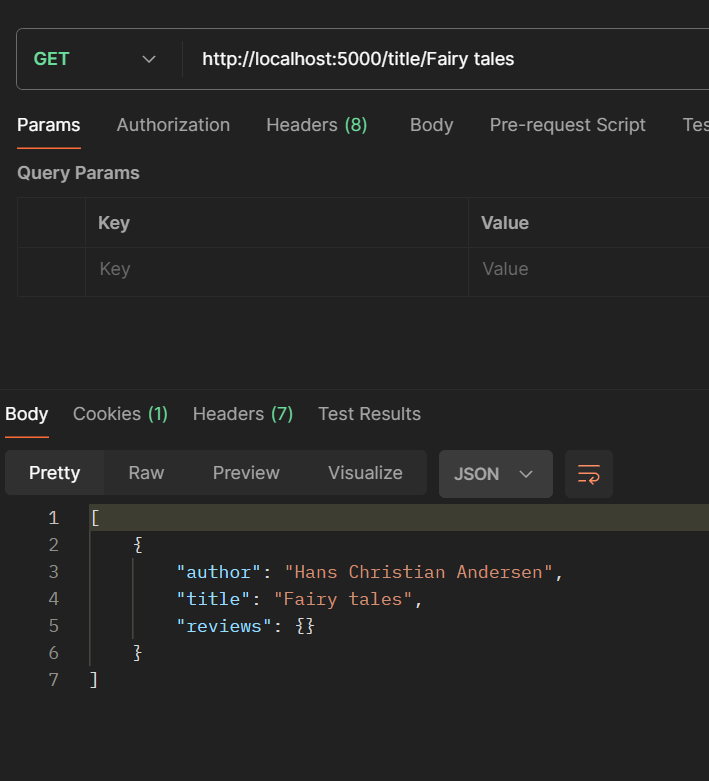 GET http://localhost:5000/title/Fairy tales
Params Authorization Headers (8) Body Pre-request Script Tes
Query Params
Key Value
Key Value
Body Cookies (1) Headers (7) Test Results
Pretty Raw Preview Visualize JSON
1 [
2 {
3 "author": "Hans Christian Andersen",
4 "title": "Fairy tales",
5 "reviews": {}
6 }
7 ]